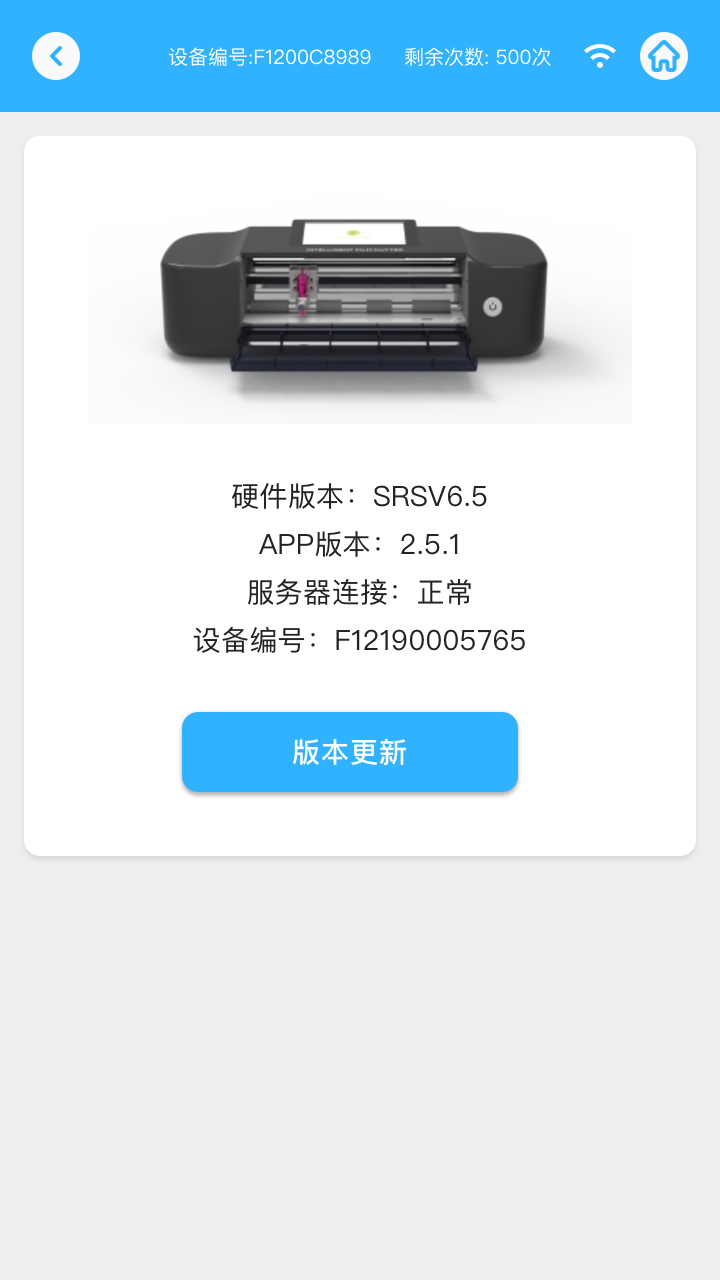 设备编号:F1200C8989 剩余次数: 500次
INTELLIGENT FILM CUTTER
硬件版本：SRSV6.5
APP版本：2.5.1
服务器连接：正常
设备编号：F12190005765
版本更新